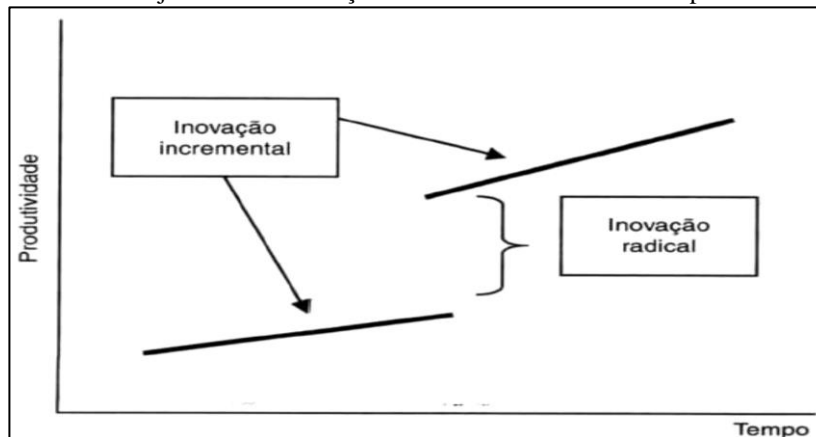 Inovação
incremental
Inovação
radical
Produtividade
Tempo